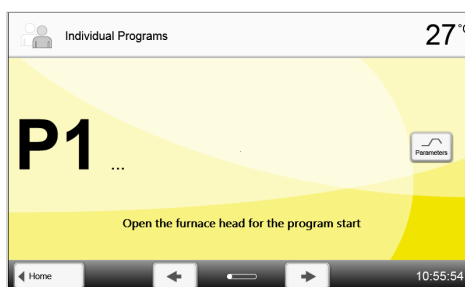 Individual Programs
27 °C
P1 ...
Parameters
Open the furnace head for the program start
Home
10:55:54